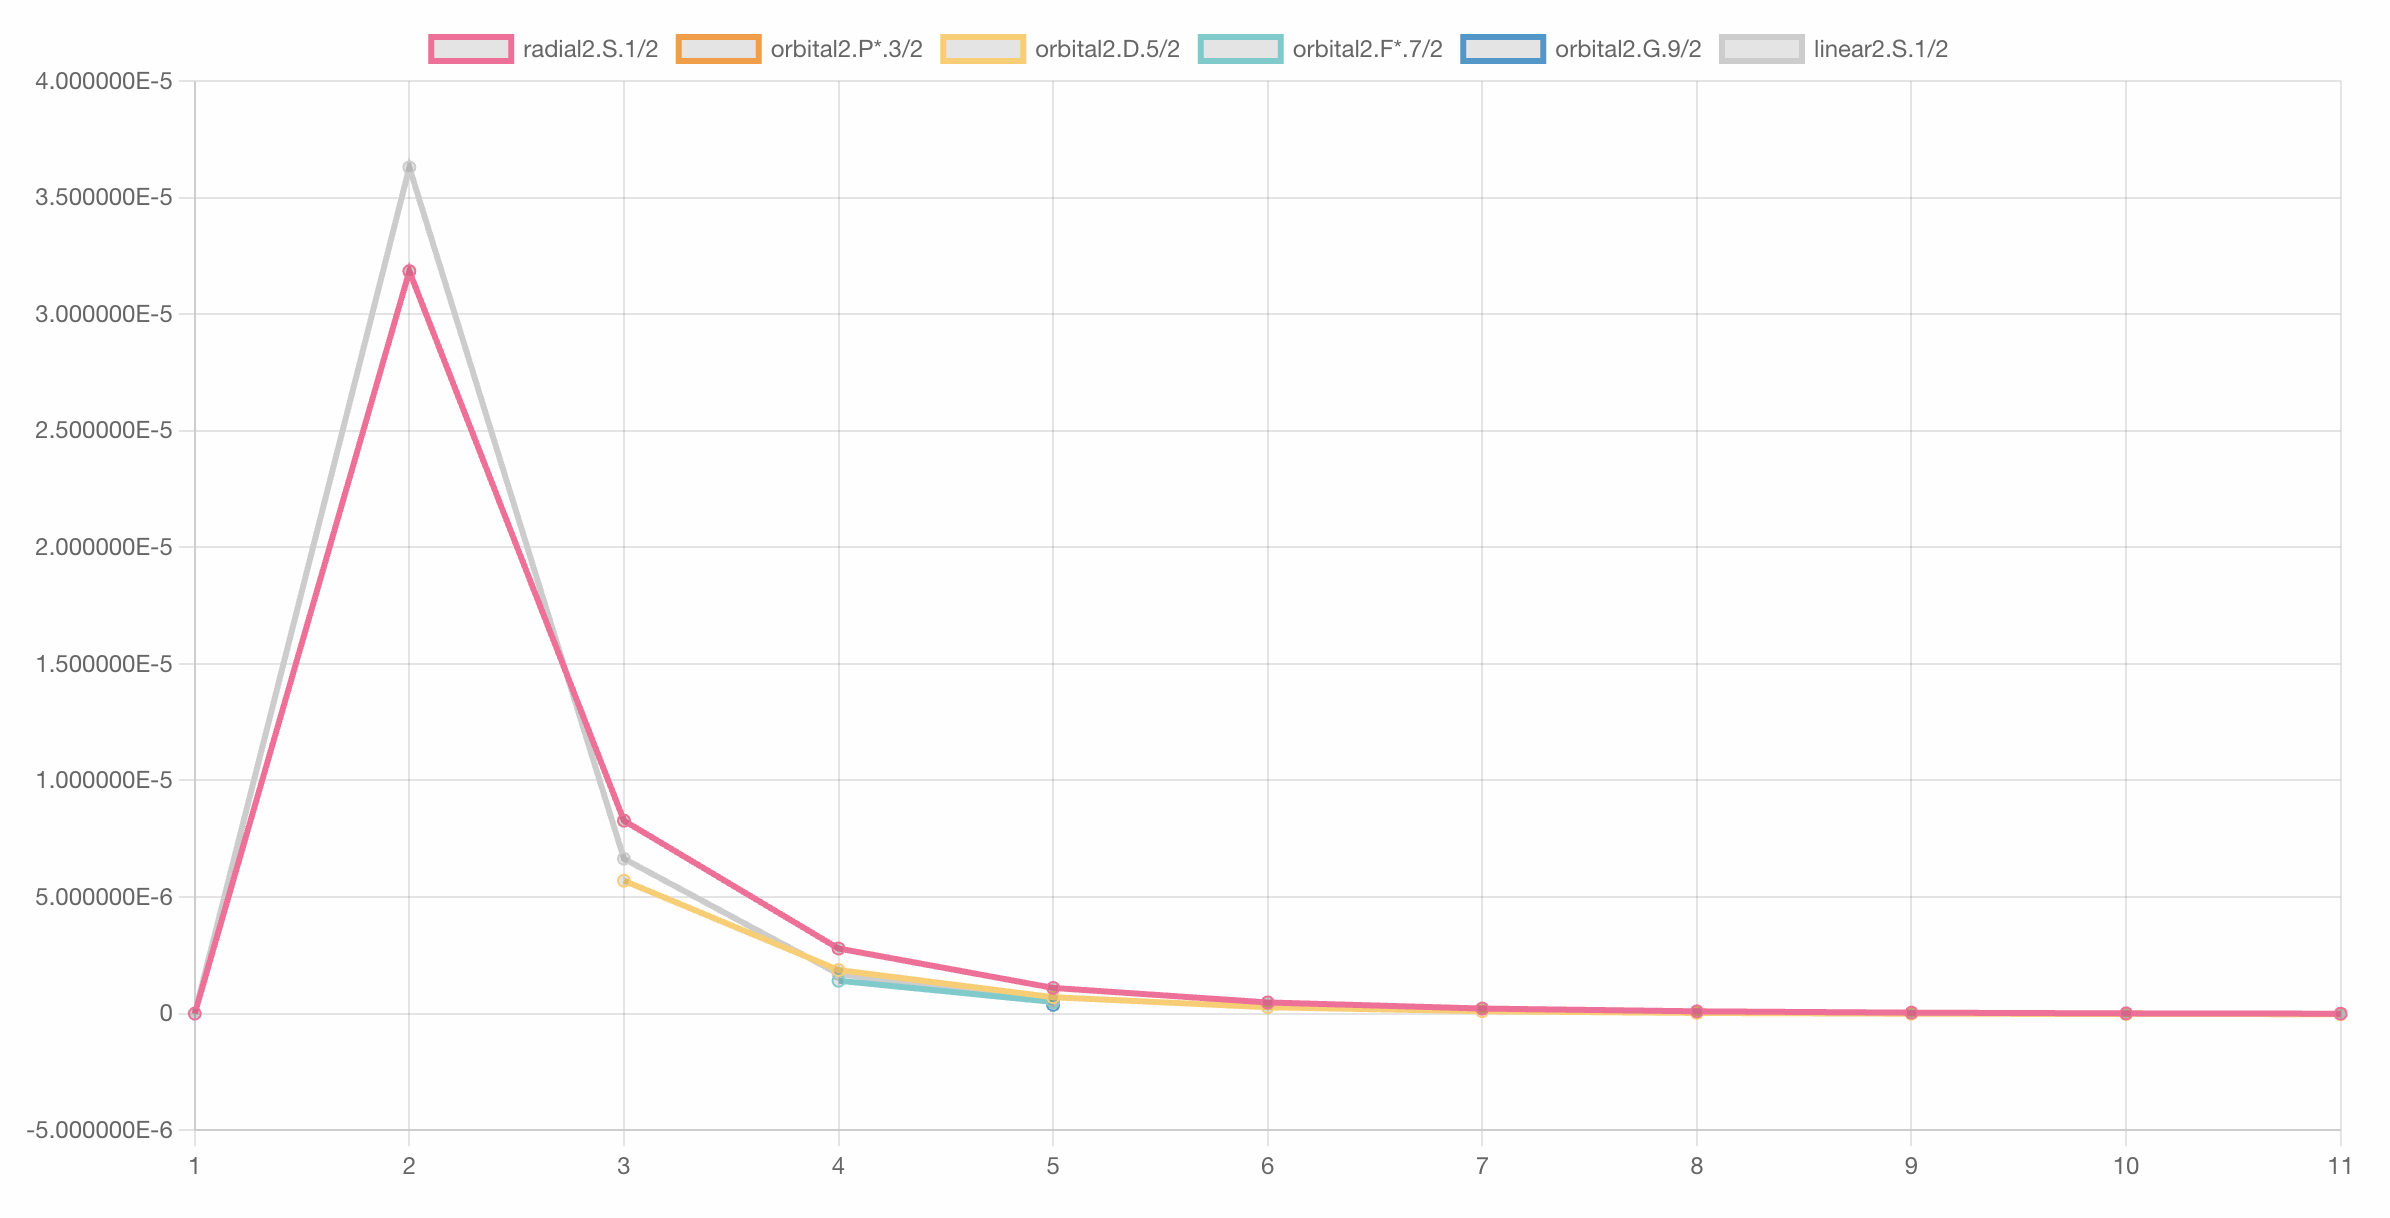 radial2.S.1/2 orbital2.P*.3/2 orbital2.D.5/2 orbital2.F*.7/2 orbital2.G.9/2 linear2.S.1/2
4.000000E-5
3.500000E-5
3.000000E-5
2.500000E-5
2.000000E-5
1.500000E-5
1.000000E-5
5.000000E-6
0
-5.000000E-6
1 2 3 4 5 6 7 8 9 10 11